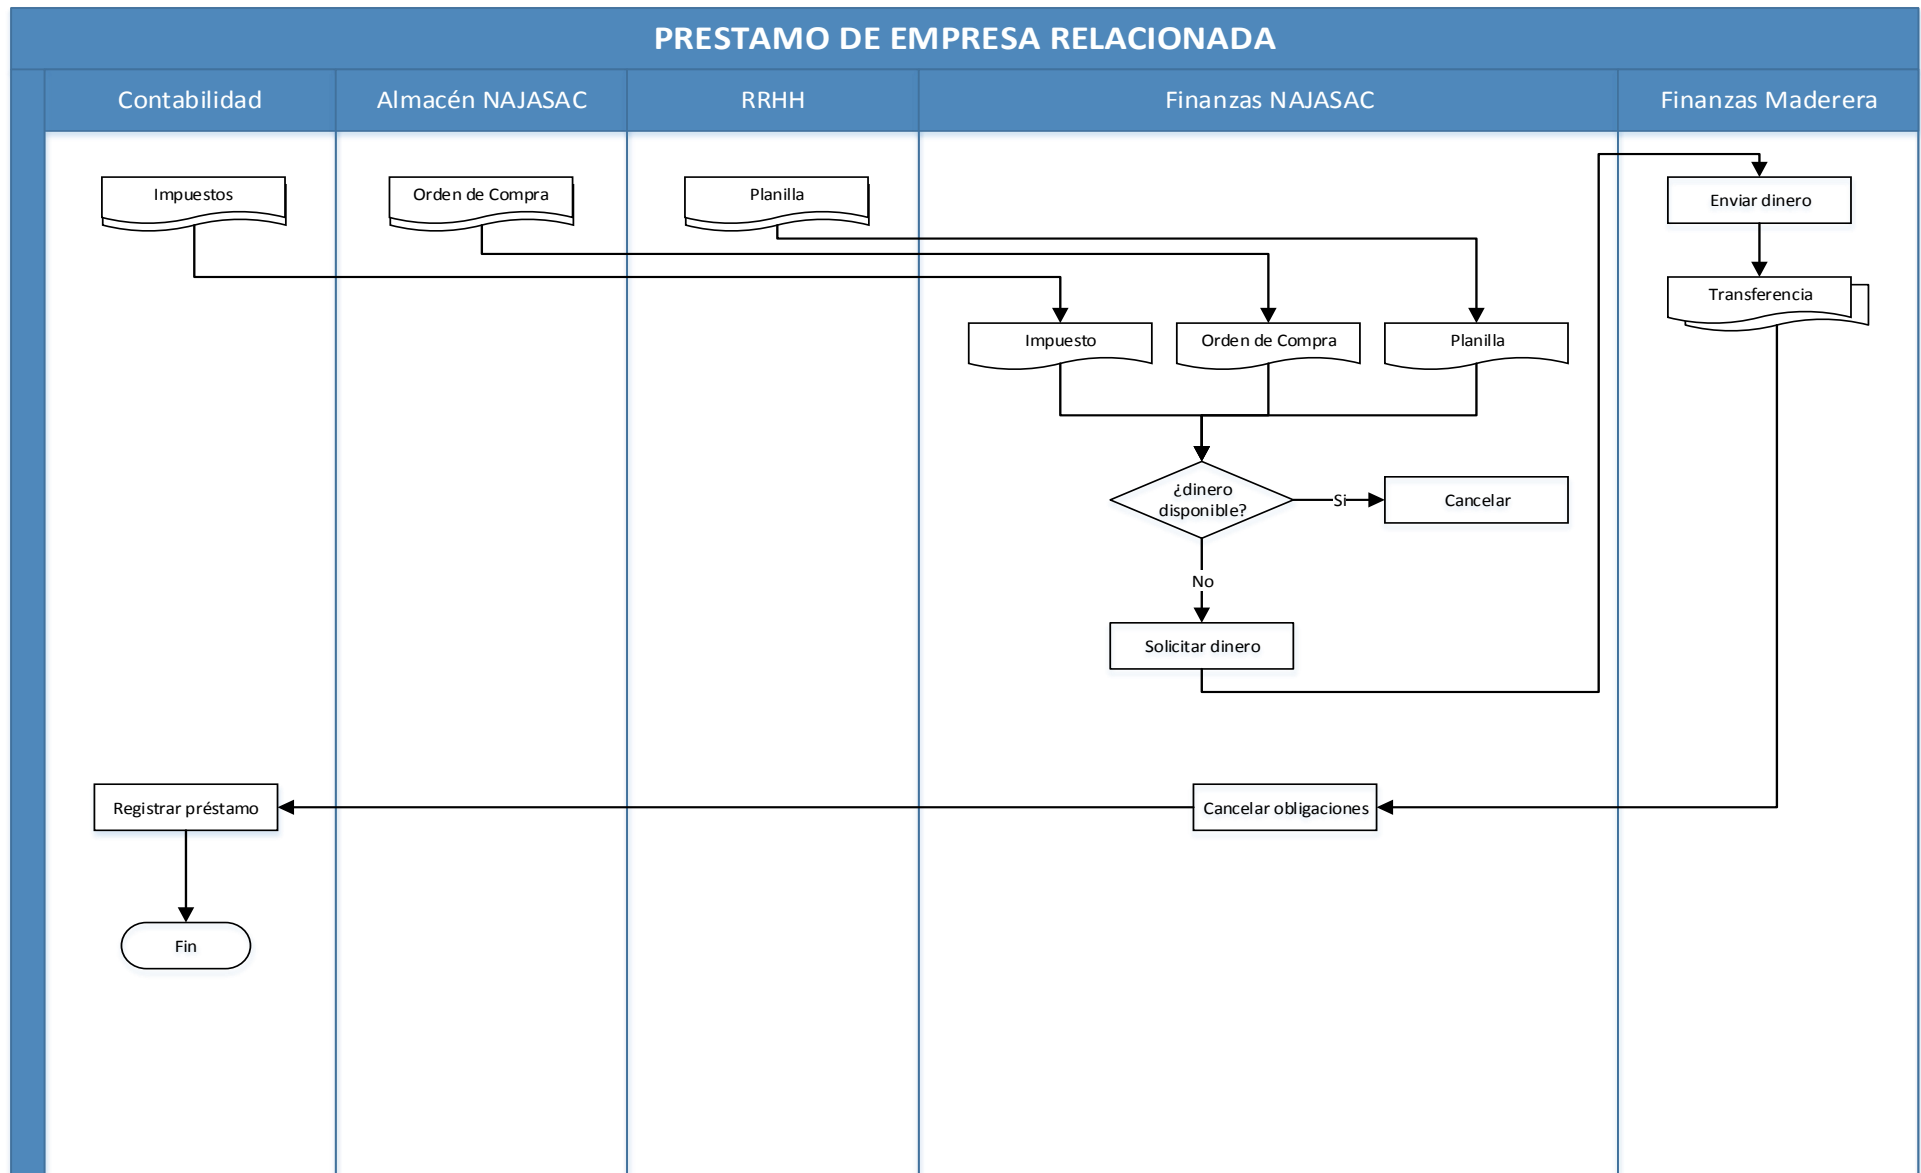 PRESTAMO DE EMPRESA RELACIONADA
Contabilidad
Almacén NAJASAC
RRHH
Finanzas NAJASAC
Finanzas Maderera
Impuestos
Orden de Compra
Planilla
Enviar dinero
Transferencia
Impuesto
Orden de Compra
Planilla
¿dinero
disponible?
Si
Cancelar
No
Solicitar dinero
Registrar préstamo
Cancelar obligaciones
Fin